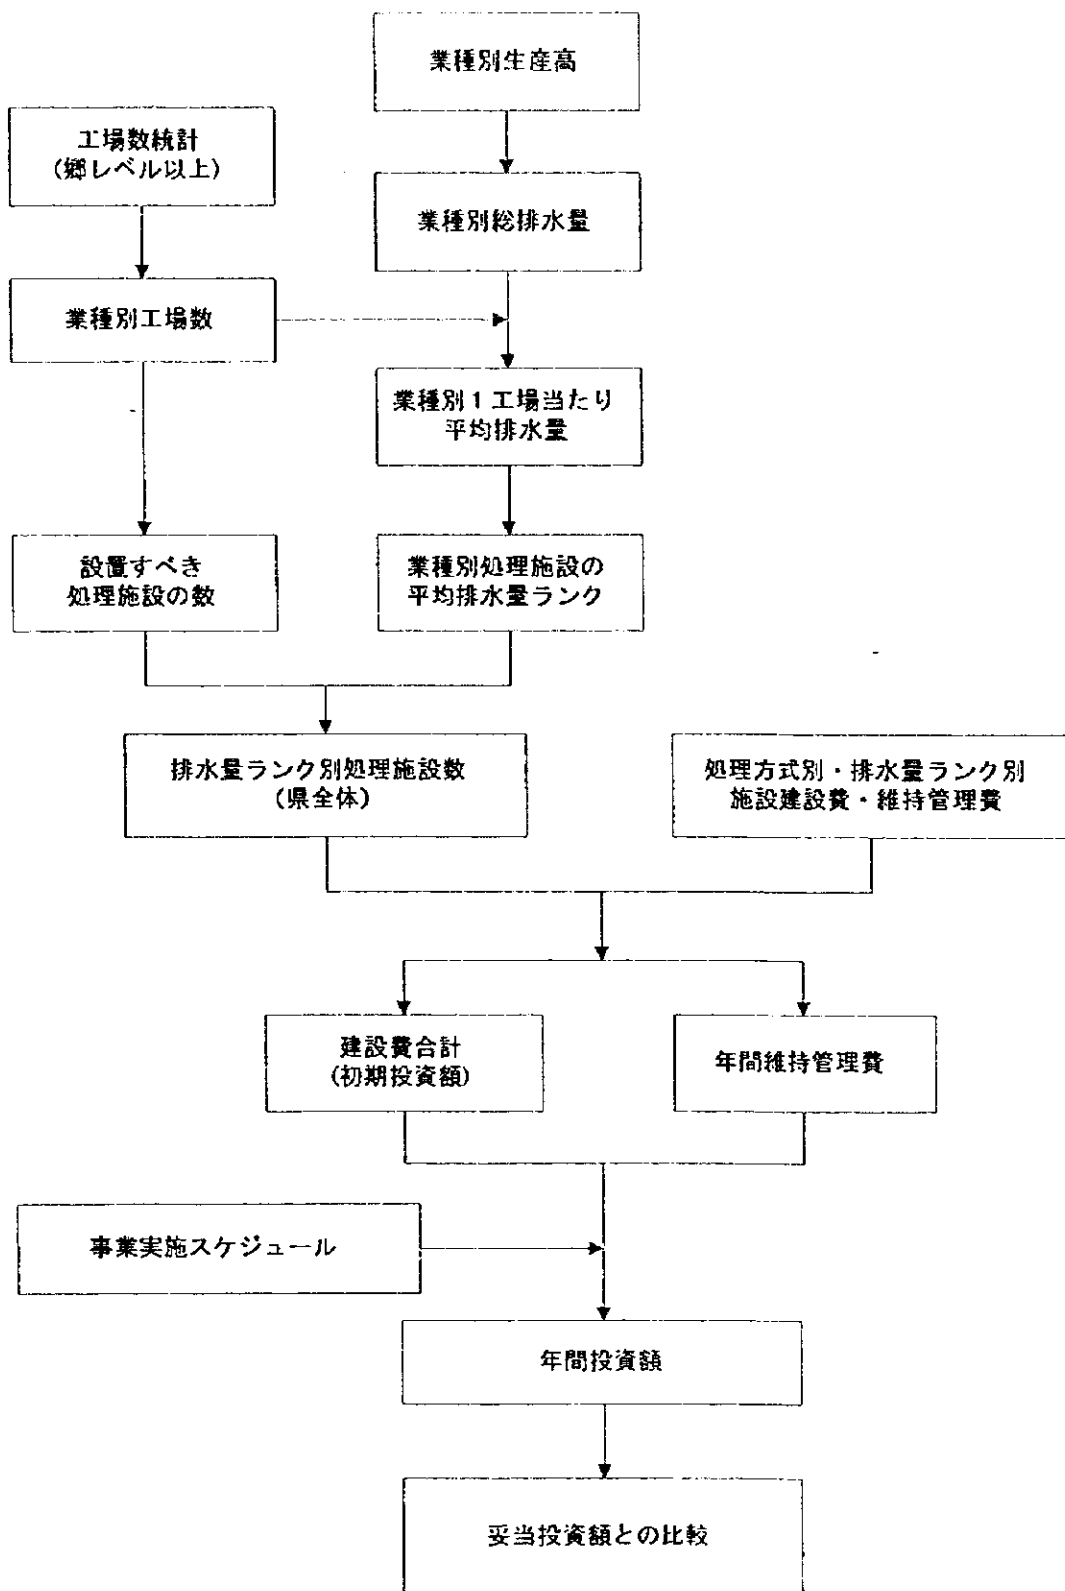 業種別生産高
工場数統計
(郷レベル以上)
業種別総排水量
業種別工場数
業種別1工場当たり
平均排水量
設置すべき
処理施設の数
業種別処理施設の
平均排水量ランク
排水量ランク別処理施設数
(県全体)
処理方式別・排水量ランク別
施設建設費・維持管理費
建設費合計
(初期投資額)
年間維持管理費
事業実施スケジュール
年間投資額
妥当投資額との比較